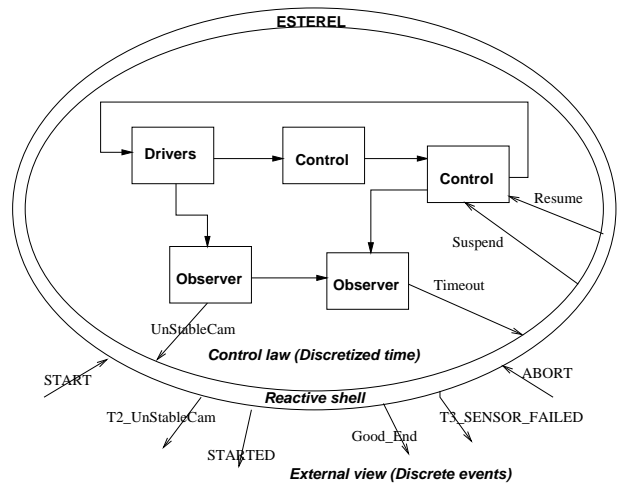 ESTEREL
Drivers
Control
Control
Resume
Suspend
Observer
Observer
Timeout
UnStableCam
Control law (Discretized time)
START
ABORT
Reactive shell
T2_UnStableCam
T3_SENSOR_FAILED
Good_End
STARTED
External view (Discrete events)